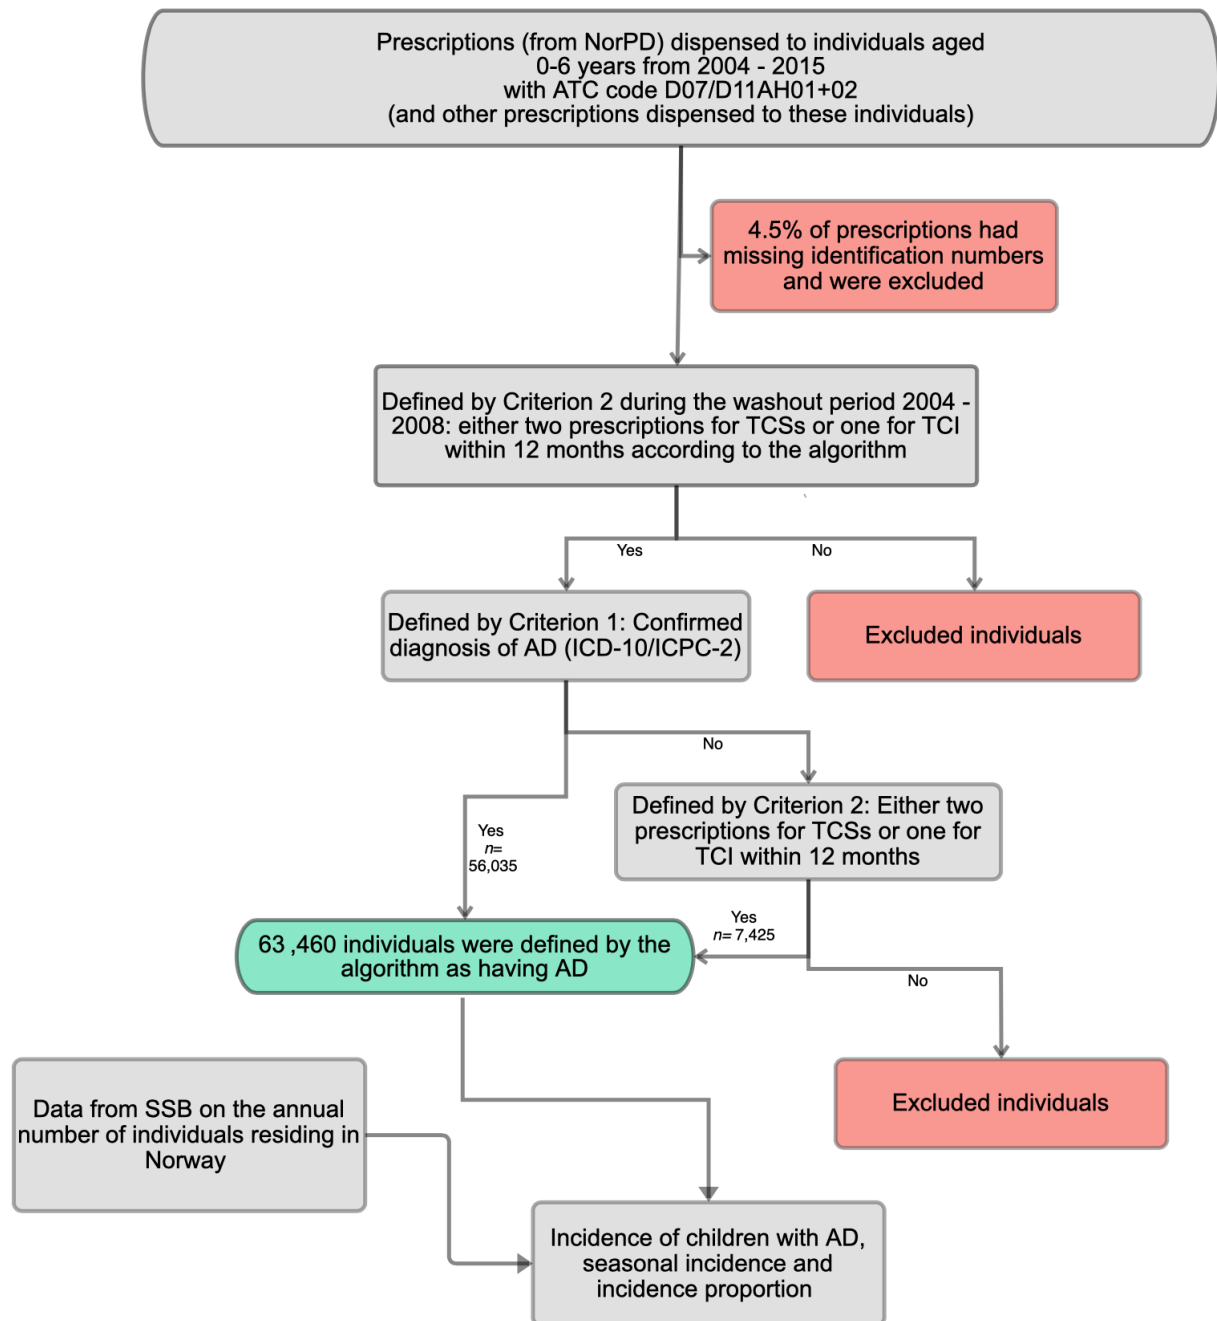 Prescriptions (from NorPD) dispensed to individuals aged
0-6 years from 2004 - 2015
with ATC code D07/D11AH01+02
(and other prescriptions dispensed to these individuals)
4.5% of prescriptions had
missing identification numbers
and were excluded
Defined by Criterion 2 during the washout period 2004 -
2008: either two prescriptions for TCSs or one for TCI
within 12 months according to the algorithm
Yes
No
Defined by Criterion 1: Confirmed
diagnosis of AD (ICD-10/ICPC-2)
Excluded individuals
No
Defined by Criterion 2: Either two
prescriptions for TCSs or one for
TCI within 12 months
Yes
n=
56,035
Yes
n= 7,425
63 ,460 individuals were defined by the
algorithm as having AD
No
Excluded individuals
Data from SSB on the annual
number of individuals residing in
Norway
Incidence of children with AD,
seasonal incidence and
incidence proportion